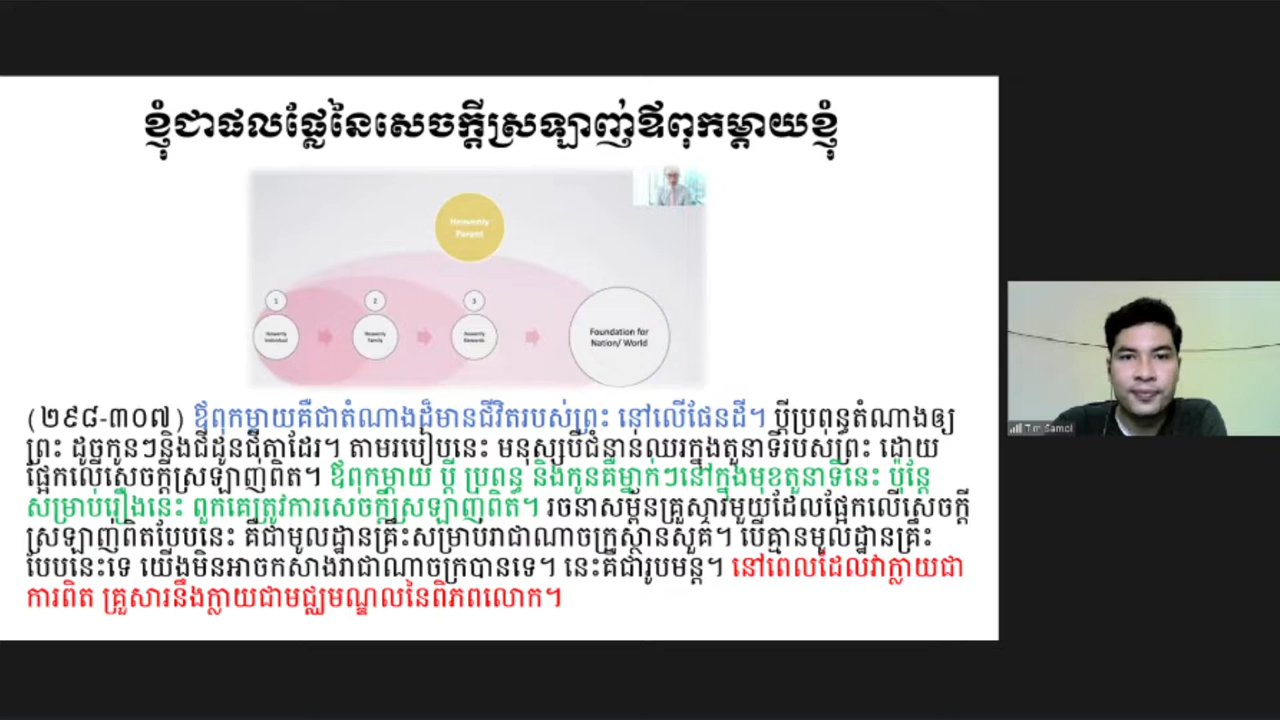 ខ្ញុំជាផលផ្លែនៃសេចក្ដីស្រឡាញ់ឪពុកម្ដាយខ្ញុំ
Heavenly
Parent
1
2
3
Heavenly
Individual
Heavenly
Family
Heavenly
Foundation for
Nation/ World
(២៩៨-៣០៧) ឪពុកម្ដាយគឺជាតំណាងដ៏មានជីវិតរបស់ព្រះ នៅលើផែនដី។ ប្ដីប្រពន្ធតំណាងឲ្យ
ព្រះ ដូចកូនៗនិងជីដូនជីតាដែរ។ តាមរបៀបនេះ មនុស្សបីជំនាន់ឈរក្នុងតួនាទីរបស់ព្រះ ដោយ
ផ្អែកលើសេចក្ដីស្រឡាញ់ពិត។ ឪពុកម្ដាយ ប្ដី ប្រពន្ធ និងកូនគឺម្នាក់ៗនៅក្នុងមុខតួនាទីនេះ ប៉ុន្តែ
សម្រាប់រឿងនេះ ពួកគេត្រូវការសេចក្ដីស្រឡាញ់ពិត។ រចនាសម្ព័ន្ធគ្រួសារមួយដែលផ្អែកលើសេចក្ដី
ស្រឡាញ់ពិតបែបនេះ គឺជាមូលដ្ឋានគ្រឹះសម្រាប់រាជាណាចក្រស្ថានសួគ៌។ បើគ្មានមូលដ្ឋានគ្រឹះ
បែបនេះទេ យើងមិនអាចកសាងរាជាណាចក្របានទេ។ នេះគឺជារូបមន្ត។ នៅពេលដែលវាក្លាយជា
ការពិត គ្រួសារនឹងក្លាយជាមជ្ឈមណ្ឌលនៃពិភពលោក។
Tim Samol